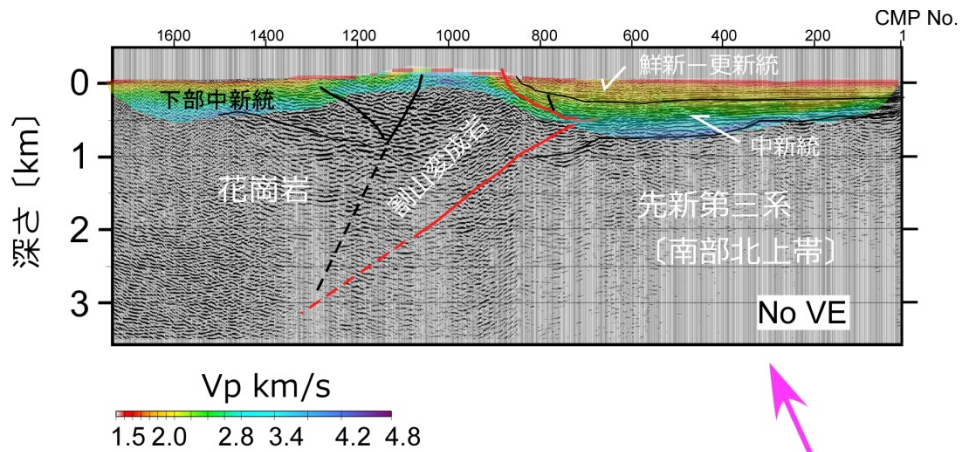 CMP No.
1600 1400 1200 1000 800 600 400 200 1
0
1
2
3
深さ〔km〕
下部中新統
花崗岩
割山変成岩
鮮新ー更新統
中新統
先新第三系
〔南部北上帯〕
No VE
Vp km/s
1.5 2.0 2.8 3.4 4.2 4.8